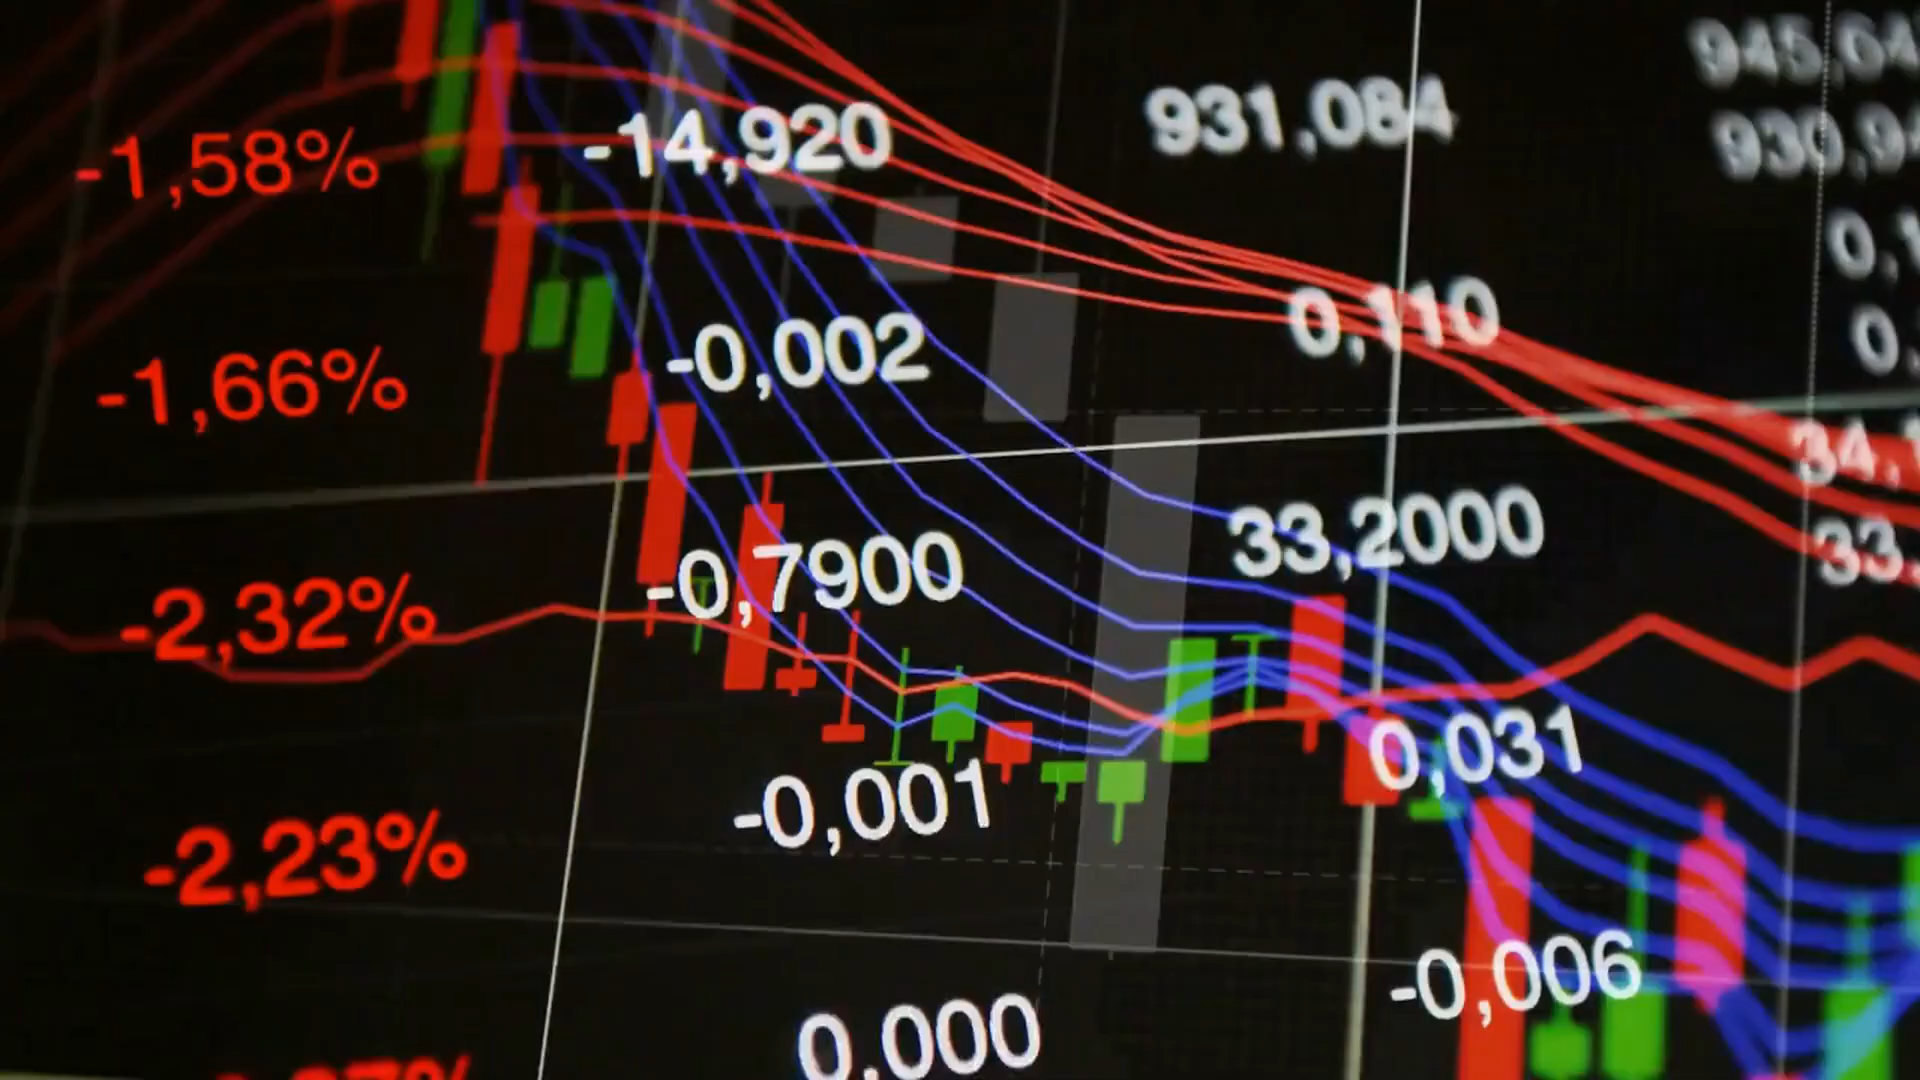 -1,58% -14,920 931,084
-1,66% -0,002 0,110
-2,32% -0,7900 33,2000
-2,23% -0,001 0,031
0,000 -0,006